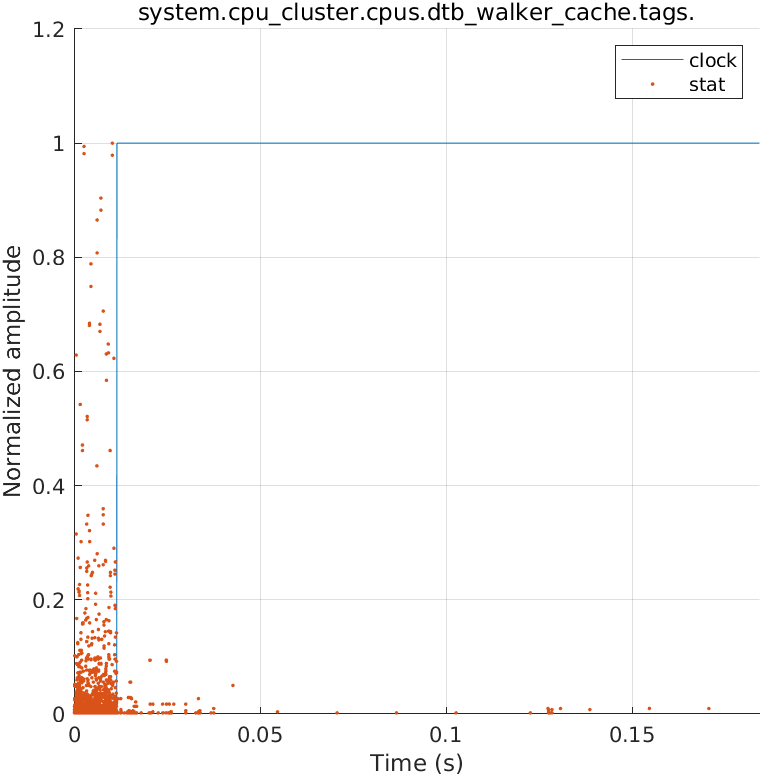 system.cpu_cluster.cpus.dtb_walker_cache.tags.
1.2
clock
stat
1
0.8
0.6
0.4
0.2
0
Normalized amplitude
0
0.05
0.1
0.15
Time (s)